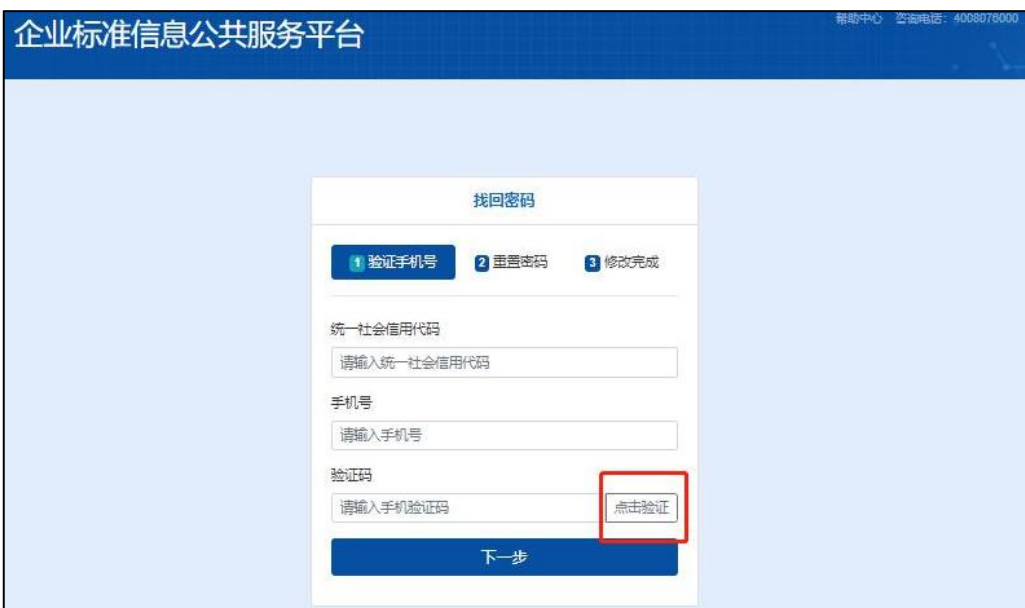 企业标准信息公共服务平台
帮助中心 咨询电话：4008076000
找回密码
1 验证手机号 2 重置密码 3 修改完成
统一社会信用代码
请输入统一社会信用代码
手机号
请输入手机号
验证码
请输入手机验证码 点击验证
下一步